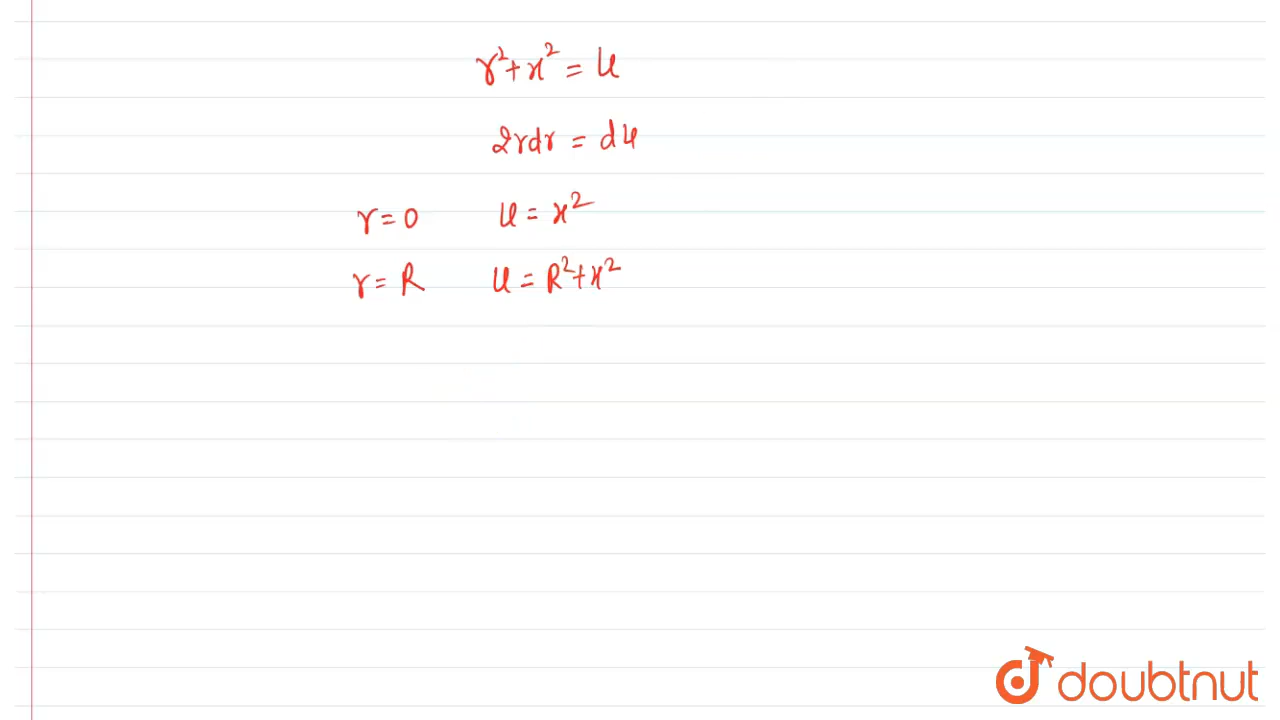 r²+x² = u
2rdr = du
r=0 u = x²
r= R u = R²+x²
doubtnut